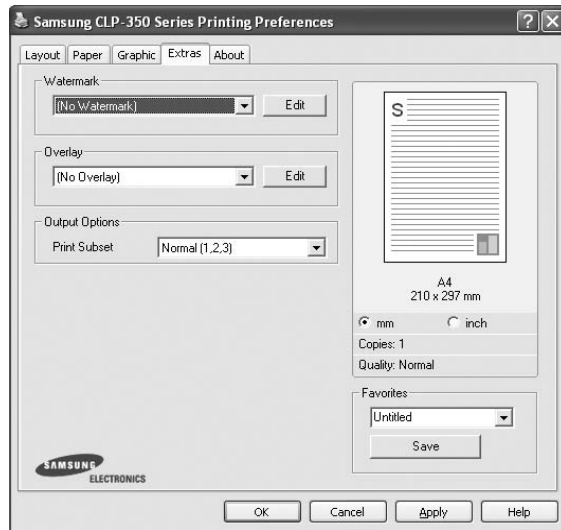 Samsung CLP-350 Series Printing Preferences
Layout Paper Graphic Extras About
Watermark
(No Watermark) Edit
Overlay
(No Overlay) Edit
Output Options
Print Subset Normal (1,2,3)
S
A4
210 x 297 mm
mm inch
Copies: 1
Quality: Normal
Favorites
Untitled
Save
SAMSUNG
ELECTRONICS
OK Cancel Apply Help